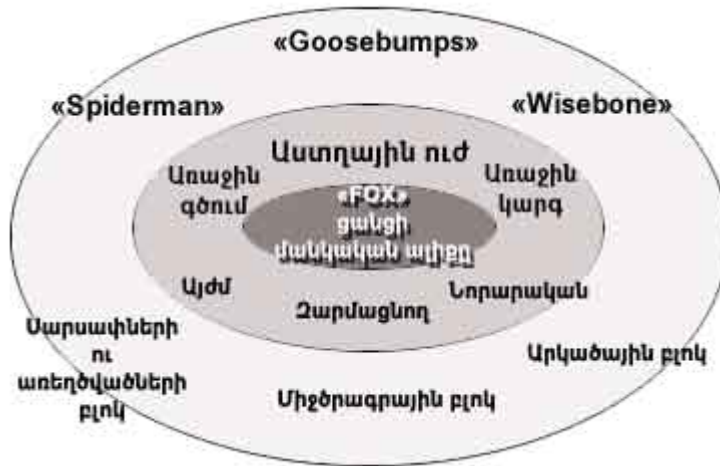 «Goosebumps»
«Spiderman»
«Wisebone»
Աստղային ուժ
Առաջին
գծում
Առաջին
կարգ
«FOX»
ցանցի
մանկական ալիքը
Այժմ
Զարմացնող
Նորարական
Սարսափների
ու
առեղծվածների
բլոկ
Միջծրագրային բլոկ
Արկածային բլոկ